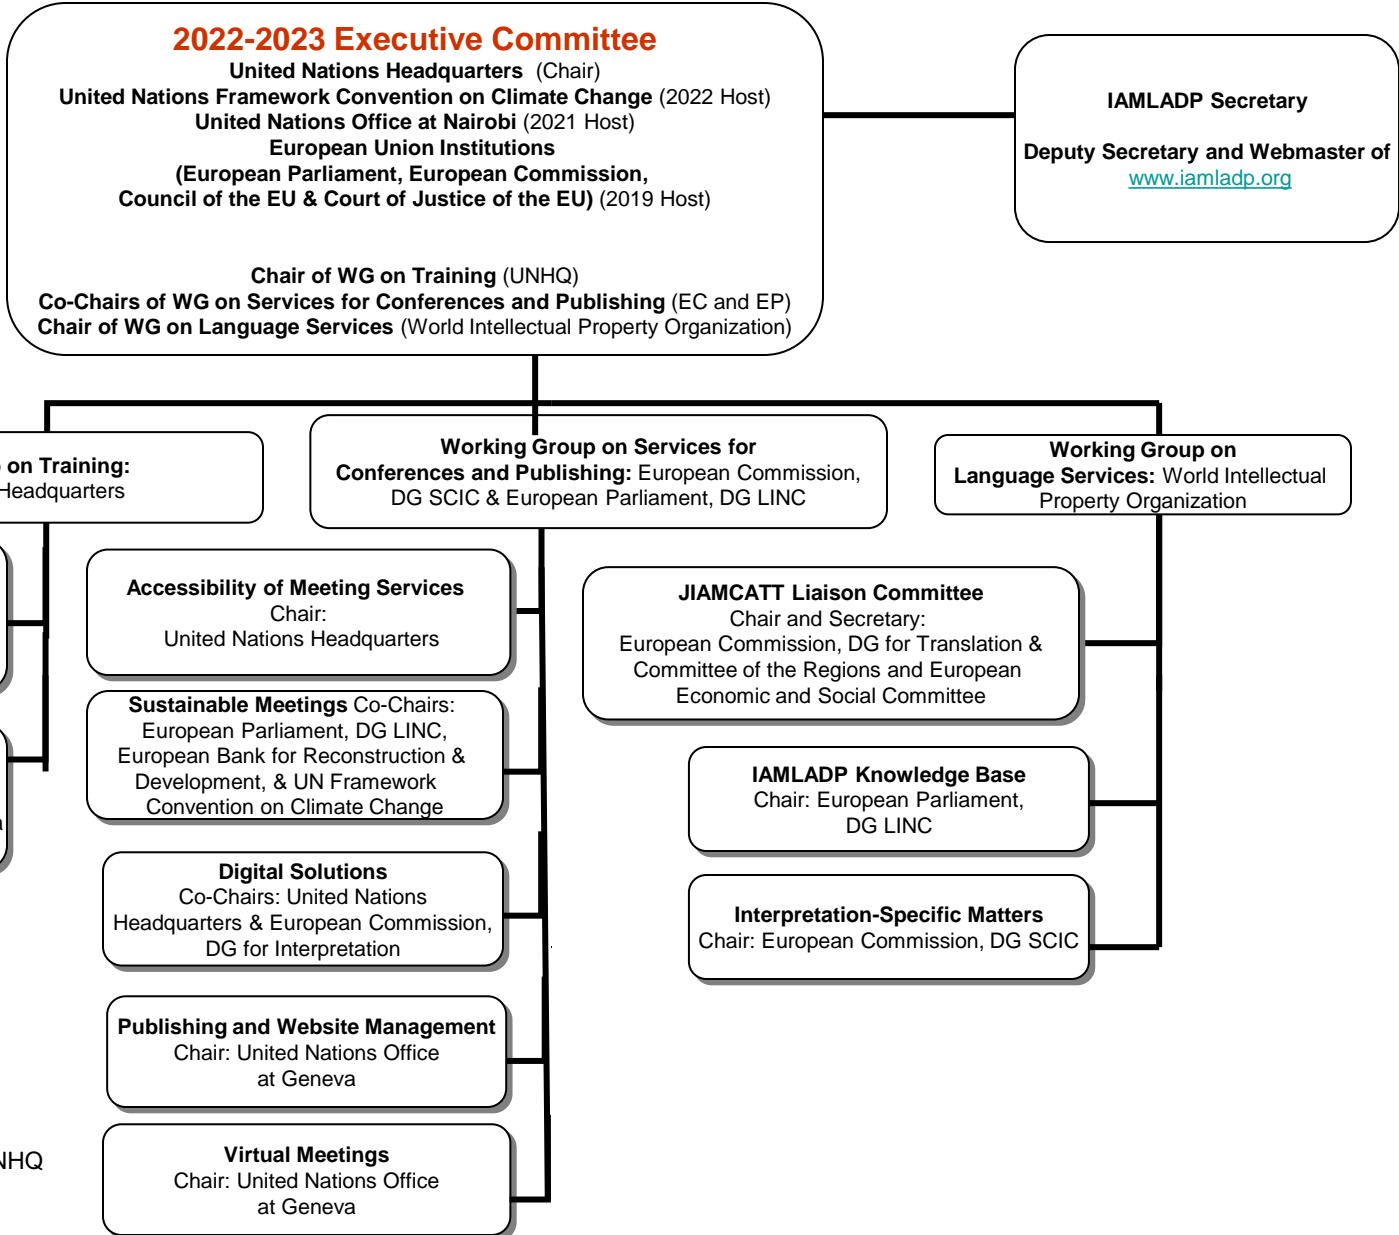 2022-2023 Executive Committee
United Nations Headquarters (Chair)
United Nations Framework Convention on Climate Change (2022 Host)
United Nations Office at Nairobi (2021 Host)
European Union Institutions
(European Parliament, European Commission,
Council of the EU & Court of Justice of the EU) (2019 Host)
Chair of WG on Training (UNHQ)
Co-Chairs of WG on Services for Conferences and Publishing (EC and EP)
Chair of WG on Language Services (World Intellectual Property Organization)
IAMLADP Secretary
Deputy Secretary and Webmaster of
www.iamladp.org
on Training:
Headquarters
Working Group on Services for
Conferences and Publishing: European Commission,
DG SCIC & European Parliament, DG LINC
Working Group on
Language Services: World Intellectual
Property Organization
Accessibility of Meeting Services
Chair:
United Nations Headquarters
Sustainable Meetings Co-Chairs:
European Parliament, DG LINC,
European Bank for Reconstruction &
Development, & UN Framework
Convention on Climate Change
Digital Solutions
Co-Chairs: United Nations
Headquarters & European Commission,
DG for Interpretation
Publishing and Website Management
Chair: United Nations Office
at Geneva
Virtual Meetings
Chair: United Nations Office
at Geneva
JIAMCATT Liaison Committee
Chair and Secretary:
European Commission, DG for Translation &
Committee of the Regions and European
Economic and Social Committee
IAMLADP Knowledge Base
Chair: European Parliament,
DG LINC
Interpretation-Specific Matters
Chair: European Commission, DG SCIC
NHQ